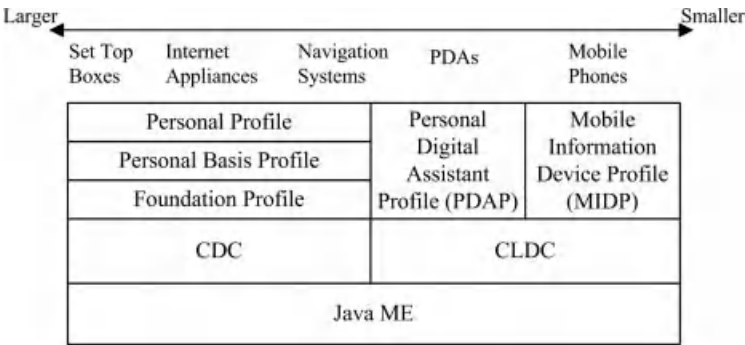 Larger Smaller
Set Top Internet Navigation PDAs Mobile
Boxes Appliances Systems Phones
Personal Profile
Personal Basis Profile
Foundation Profile
Personal
Digital
Assistant
Profile (PDAP)
Mobile
Information
Device Profile
(MIDP)
CDC
CLDC
Java ME